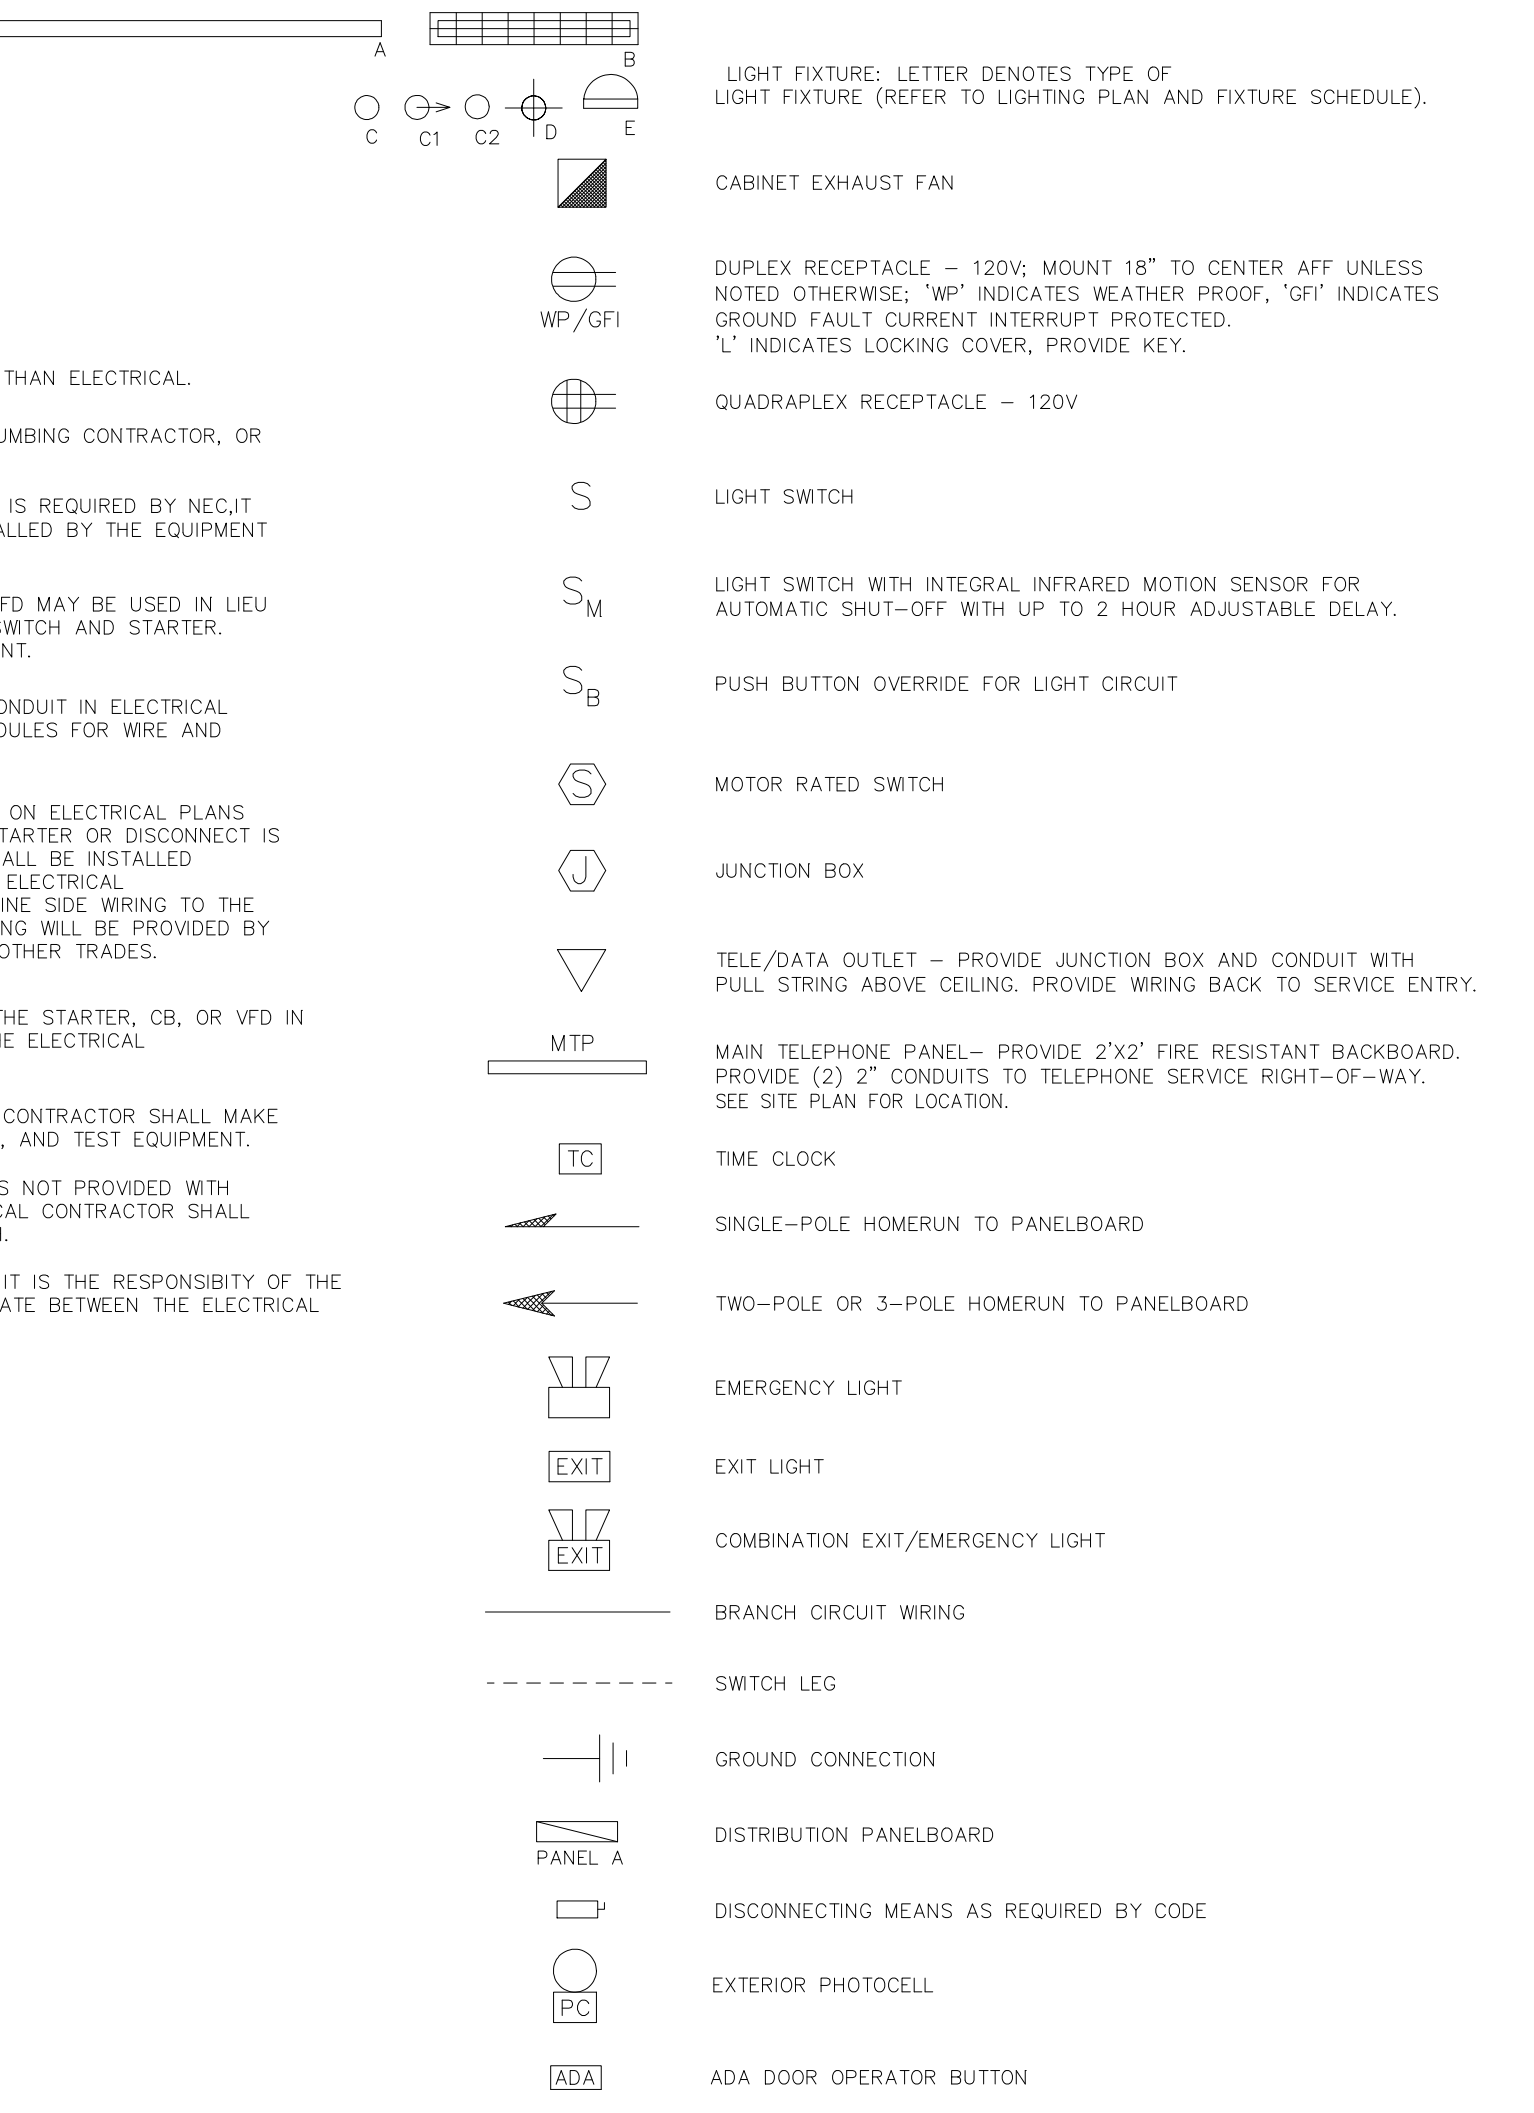 THAN ELECTRICAL.
UMBING CONTRACTOR, OR
IS REQUIRED BY NEC,IT
ALLED BY THE EQUIPMENT
FD MAY BE USED IN LIEU
SWITCH AND STARTER.
NT.
ONDUIT IN ELECTRICAL
DULES FOR WIRE AND
ON ELECTRICAL PLANS
TARTER OR DISCONNECT IS
ALL BE INSTALLED
ELECTRICAL
INE SIDE WIRING TO THE
NG WILL BE PROVIDED BY
OTHER TRADES.
THE STARTER, CB, OR VFD IN
E ELECTRICAL
CONTRACTOR SHALL MAKE
, AND TEST EQUIPMENT.
S NOT PROVIDED WITH
CAL CONTRACTOR SHALL
IT IS THE RESPONSIBITY OF THE
ATE BETWEEN THE ELECTRICAL
A B
C C1 C2 D E
LIGHT FIXTURE: LETTER DENOTES TYPE OF
LIGHT FIXTURE (REFER TO LIGHTING PLAN AND FIXTURE SCHEDULE).
CABINET EXHAUST FAN
WP/GFI
DUPLEX RECEPTACLE – 120V; MOUNT 18" TO CENTER AFF UNLESS
NOTED OTHERWISE; 'WP' INDICATES WEATHER PROOF, 'GFI' INDICATES
GROUND FAULT CURRENT INTERRUPT PROTECTED.
'L' INDICATES LOCKING COVER, PROVIDE KEY.
QUADRAPLEX RECEPTACLE – 120V
S LIGHT SWITCH
SM LIGHT SWITCH WITH INTEGRAL INFRARED MOTION SENSOR FOR
AUTOMATIC SHUT–OFF WITH UP TO 2 HOUR ADJUSTABLE DELAY.
SB PUSH BUTTON OVERRIDE FOR LIGHT CIRCUIT
S MOTOR RATED SWITCH
J JUNCTION BOX
TELE/DATA OUTLET – PROVIDE JUNCTION BOX AND CONDUIT WITH
PULL STRING ABOVE CEILING. PROVIDE WIRING BACK TO SERVICE ENTRY.
MTP
MAIN TELEPHONE PANEL– PROVIDE 2'X2' FIRE RESISTANT BACKBOARD.
PROVIDE (2) 2" CONDUITS TO TELEPHONE SERVICE RIGHT–OF–WAY.
SEE SITE PLAN FOR LOCATION.
TC TIME CLOCK
SINGLE–POLE HOMERUN TO PANELBOARD
TWO–POLE OR 3–POLE HOMERUN TO PANELBOARD
EMERGENCY LIGHT
EXIT EXIT LIGHT
EXIT COMBINATION EXIT/EMERGENCY LIGHT
BRANCH CIRCUIT WIRING
SWITCH LEG
GROUND CONNECTION
DISTRIBUTION PANELBOARD
PANEL A
DISCONNECTING MEANS AS REQUIRED BY CODE
EXTERIOR PHOTOCELL
PC
ADA ADA DOOR OPERATOR BUTTON